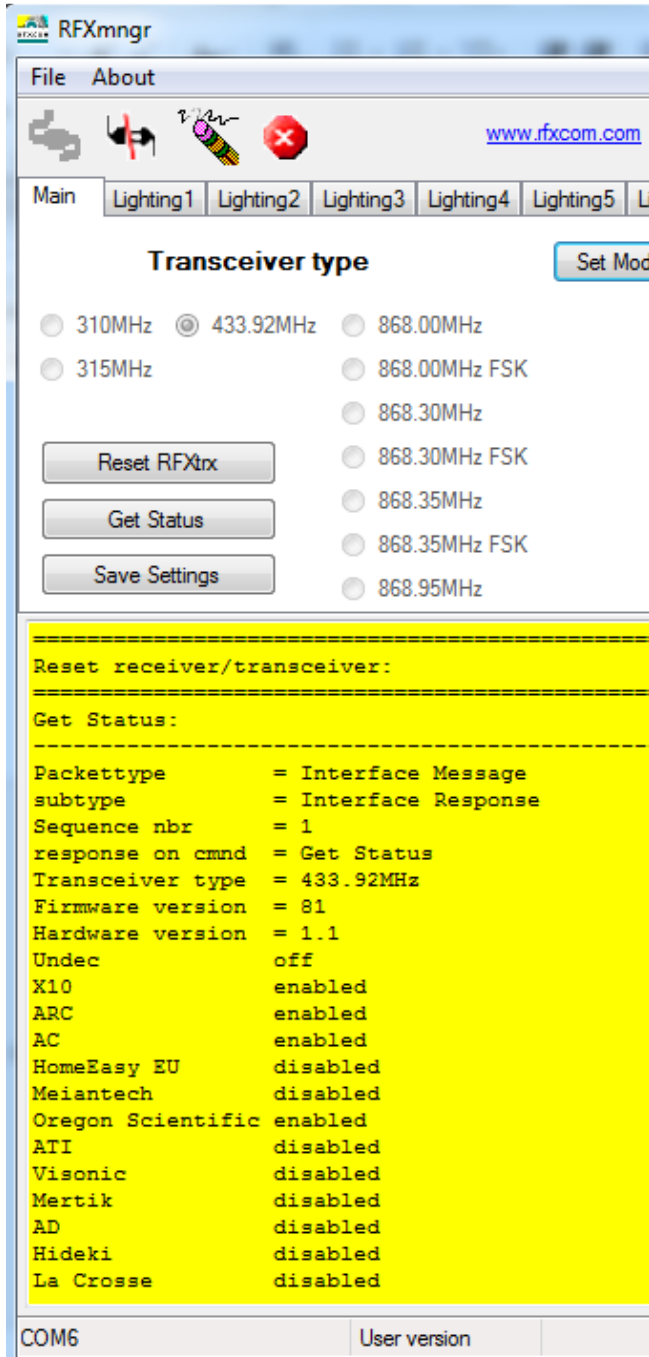 RFXmngr
File About
www.rfxcom.com
Main Lighting1 Lighting2 Lighting3 Lighting4 Lighting5
Transceiver type Set Mod
310MHz 433.92MHz 868.00MHz
315MHz 868.00MHz FSK
868.30MHz
Reset RFXtrx 868.30MHz FSK
868.35MHz
Get Status
868.35MHz FSK
Save Settings
868.95MHz
================================================
Reset receiver/transceiver:
================================================
Get Status:
------------------------------------------------
Packettype = Interface Message
subtype = Interface Response
Sequence nbr = 1
response on cmnd = Get Status
Transceiver type = 433.92MHz
Firmware version = 81
Hardware version = 1.1
Undec off
X10 enabled
ARC enabled
AC enabled
HomeEasy EU disabled
Meiantech disabled
Oregon Scientific enabled
ATI disabled
Visonic disabled
Mertik disabled
AD disabled
Hideki disabled
La Crosse disabled
COM6 User version